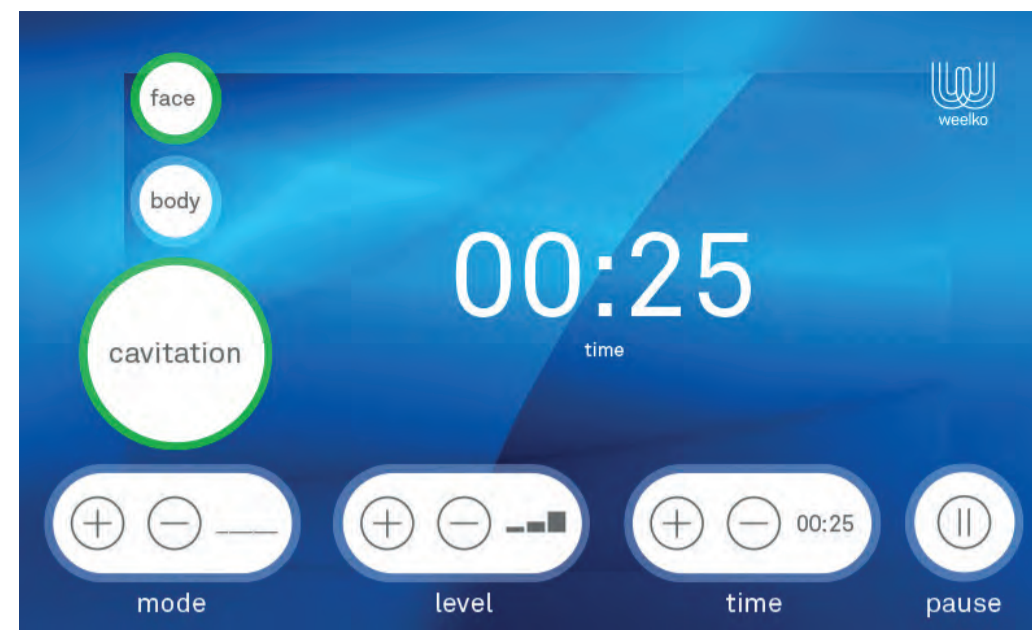 face
weelko
body
00:25
time
cavitation
00:25
mode
level
time
pause